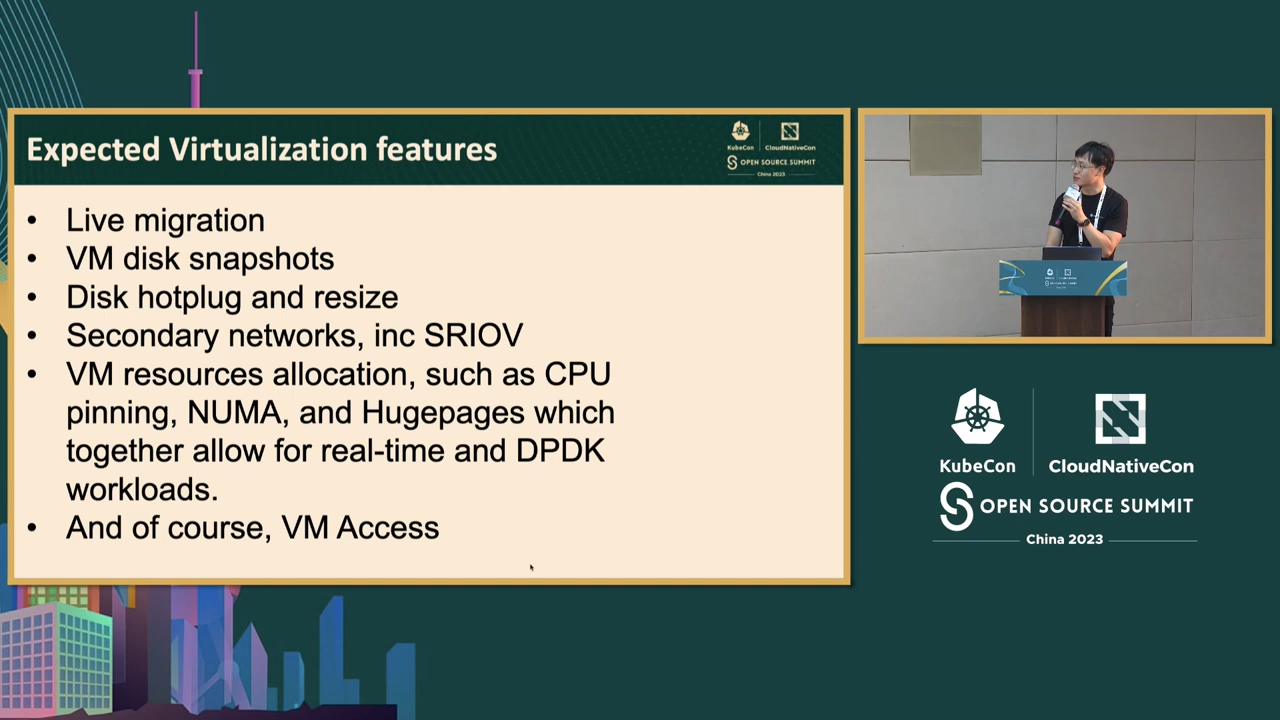 Expected Virtualization features
KubeCon
CloudNativeCon
OPEN SOURCE SUMMIT
China 2023
• Live migration
• VM disk snapshots
• Disk hotplug and resize
• Secondary networks, inc SRIOV
• VM resources allocation, such as CPU
pinning, NUMA, and Hugepages which
together allow for real-time and DPDK
workloads.
• And of course, VM Access
KubeCon
CloudNativeCon
OPEN SOURCE SUMMIT
China 2023